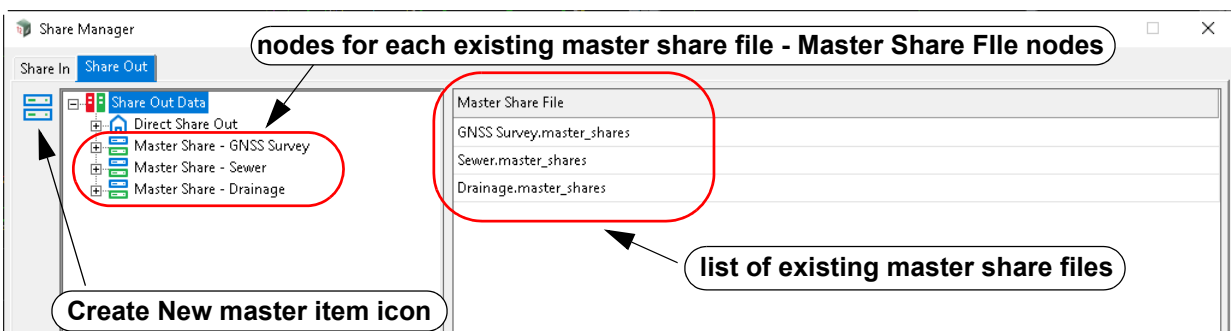 Share Manager
nodes for each existing master share file - Master Share FIle nodes
Share In
Share Out
Share Out Data
Direct Share Out
Master Share - GNSS Survey
Master Share - Sewer
Master Share - Drainage
Master Share File
GNSS Survey.master_shares
Sewer.master_shares
Drainage.master_shares
list of existing master share files
Create New master item icon